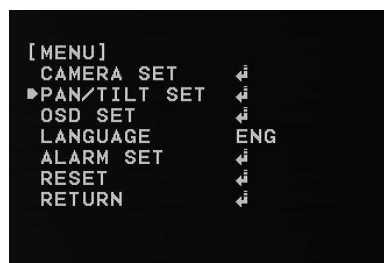 [MENU]
CAMERA SET ↲
▶PAN/TILT SET ↲
OSD SET ↲
LANGUAGE ENG
ALARM SET ↲
RESET ↲
RETURN ↲